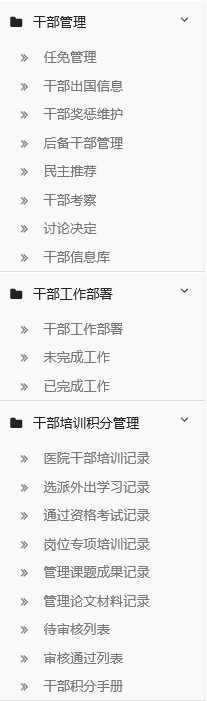 干部管理
任免管理
干部出国信息
干部奖惩维护
后备干部管理
民主推荐
干部考察
讨论决定
干部信息库
干部工作部署
干部工作部署
未完成工作
已完成工作
干部培训积分管理
医院干部培训记录
选派外出学习记录
通过资格考试记录
岗位专项培训记录
管理课题成果记录
管理论文材料记录
待审核列表
审核通过列表
干部积分手册